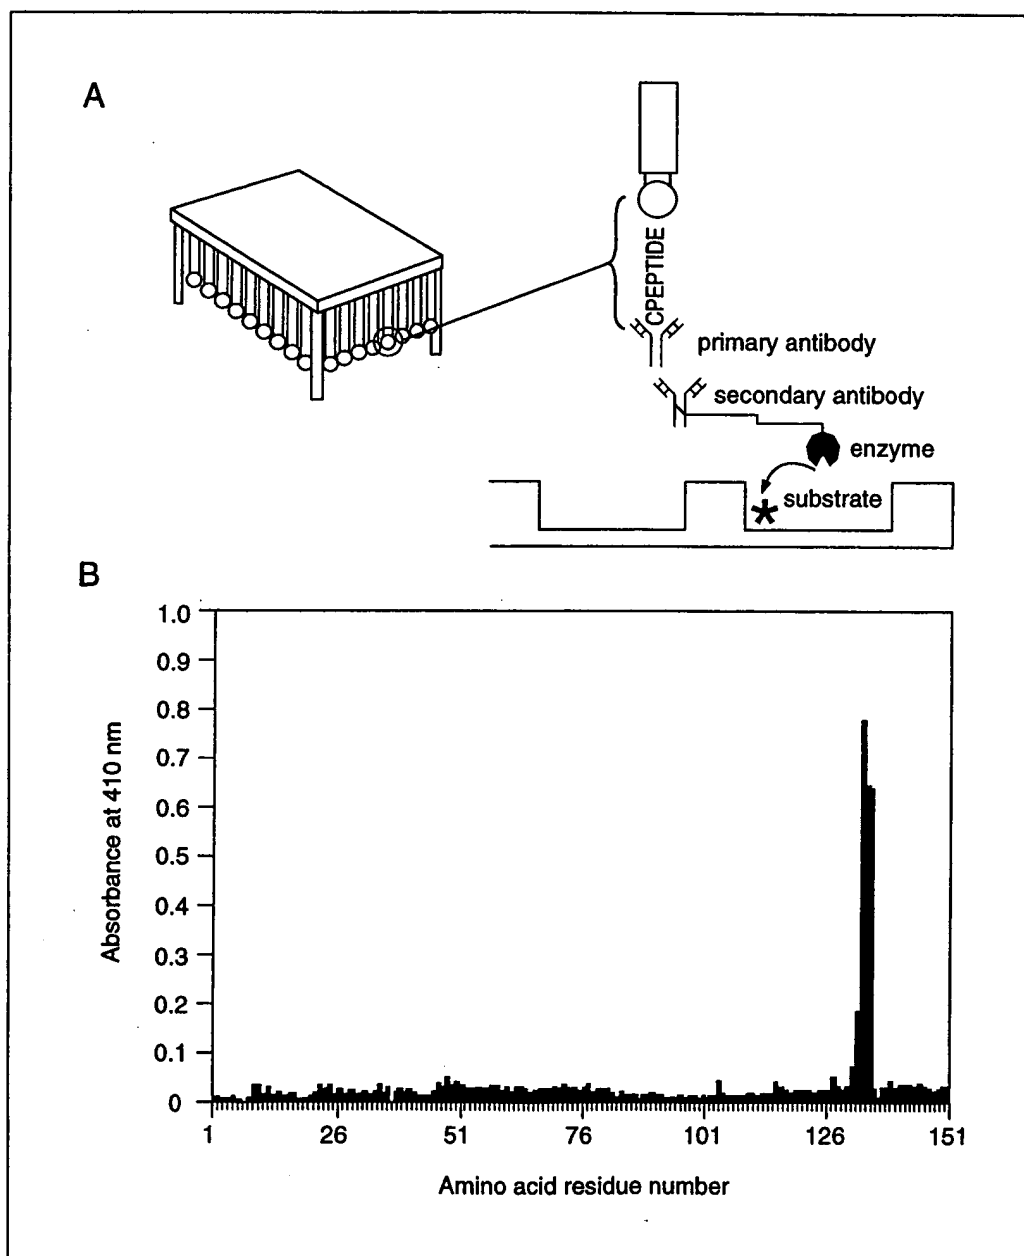 A
CPEPTIDE
primary antibody
secondary antibody
enzyme
substrate
B
1.0
0.9
0.8
0.7
0.6
0.5
0.4
0.3
0.2
0.1
0
Absorbance at 410 nm
1 26 51 76 101 126 151
Amino acid residue number